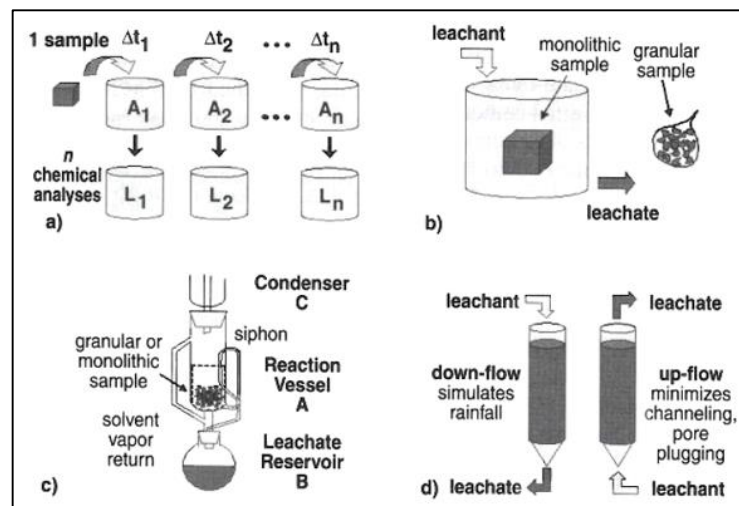 1 sample Δt1 Δt2 • • • Δtn
A1 A2 • • • An
n
chemical
analyses
L1 L2 Ln
a)
leachant
monolithic
sample
granular
sample
leachate
b)
Condenser
C
siphon
granular or
monolithic
sample
Reaction
Vessel
A
solvent
vapor
return
Leachate
Reservoir
B
c)
leachant
down-flow
simulates
rainfall
leachate
leachate
up-flow
minimizes
channeling,
pore
plugging
leachant
d)